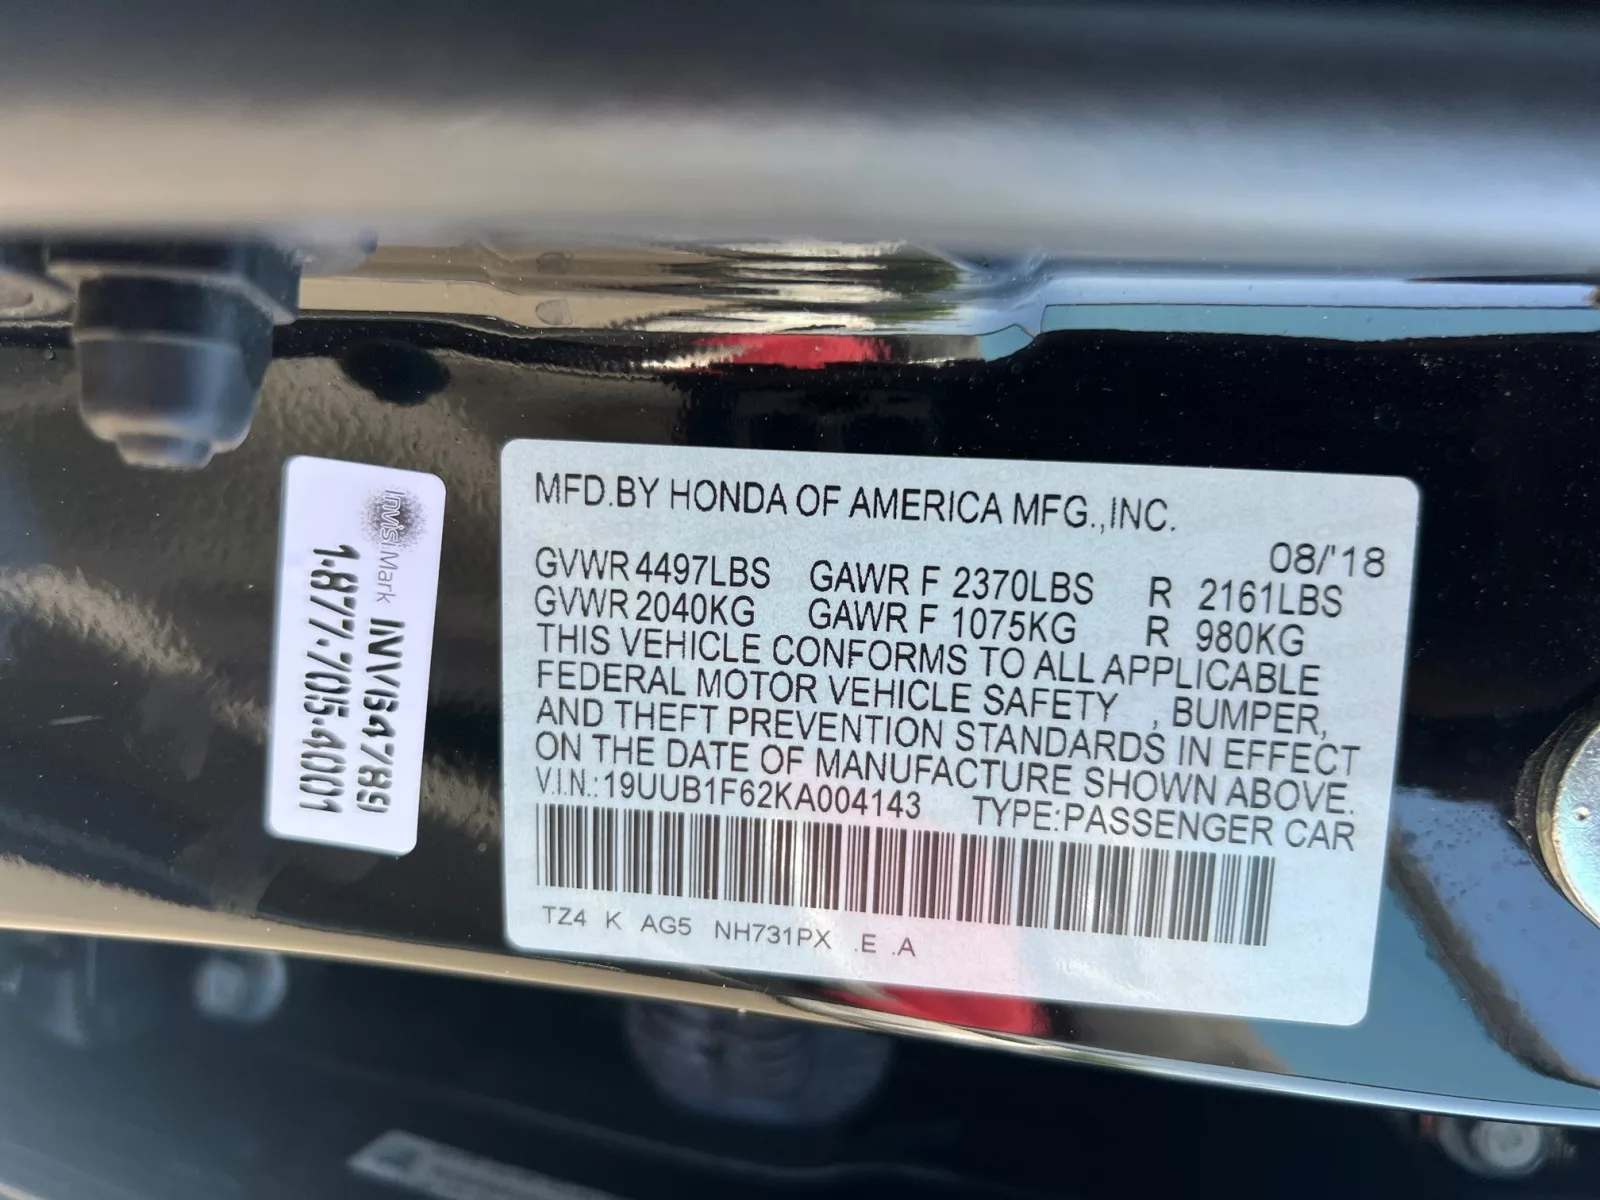 InvisiMark INV64789
1.877.705.4001
MFD.BY HONDA OF AMERICA MFG.,INC.
08/'18
GVWR 4497LBS GAWR F 2370LBS R 2161LBS
GVWR 2040KG GAWR F 1075KG R 980KG
THIS VEHICLE CONFORMS TO ALL APPLICABLE
FEDERAL MOTOR VEHICLE SAFETY , BUMPER,
AND THEFT PREVENTION STANDARDS IN EFFECT
ON THE DATE OF MANUFACTURE SHOWN ABOVE.
V.I.N.:19UUB1F62KA004143 TYPE:PASSENGER CAR
TZ4 K AG5 NH731PX .E .A